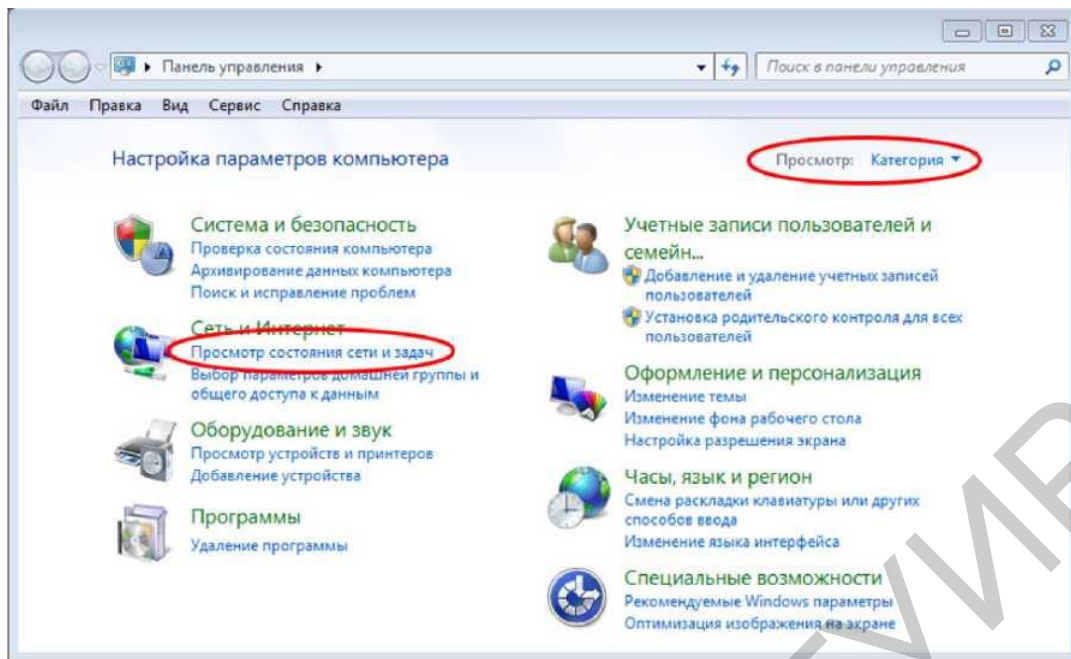 Панель управления
Поиск в панели управления
Файл Правка Вид Сервис Справка
Настройка параметров компьютера
Просмотр: Категория
Система и безопасность
Проверка состояния компьютера
Архивирование данных компьютера
Поиск и исправление проблем
Сеть и Интернет
Просмотр состояния сети и задач
Выбор параметров домашней группы и
общего доступа к данным
Оборудование и звук
Просмотр устройств и принтеров
Добавление устройства
Программы
Удаление программы
Учетные записи пользователей и
семейн...
Добавление и удаление учетных записей
пользователей
Установка родительского контроля для всех
пользователей
Оформление и персонализация
Изменение темы
Изменение фона рабочего стола
Настройка разрешения экрана
Часы, язык и регион
Смена раскладки клавиатуры или других
способов ввода
Изменение языка интерфейса
Специальные возможности
Рекомендуемые Windows параметры
Оптимизация изображения на экране